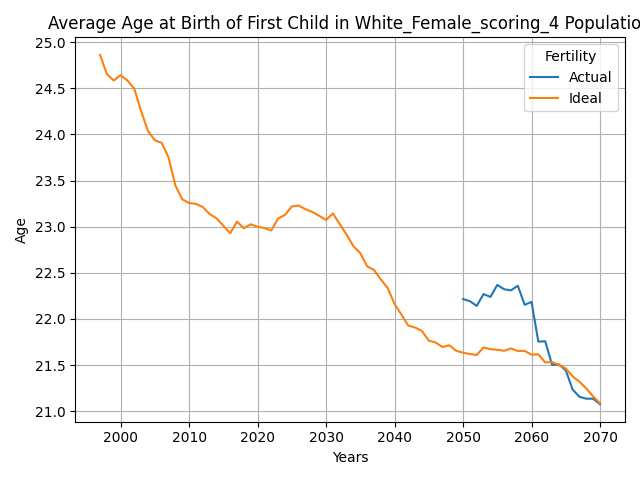 Average Age at Birth of First Child in White_Female_scoring_4 Populatio
25.0
24.5
24.0
23.5
23.0
22.5
22.0
21.5
21.0
Age
Fertility
Actual
Ideal
2000 2010 2020 2030 2040 2050 2060 2070
Years